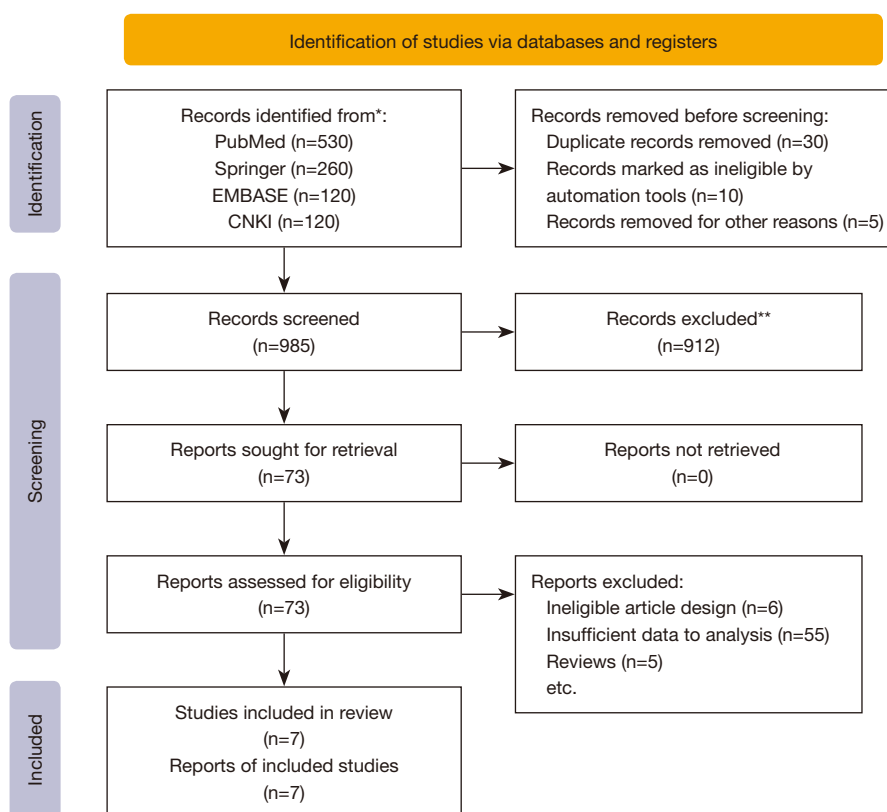 Identification of studies via databases and registers
Identification
Records identified from*:
PubMed (n=530)
Springer (n=260)
EMBASE (n=120)
CNKI (n=120)
Records removed before screening:
Duplicate records removed (n=30)
Records marked as ineligible by
automation tools (n=10)
Records removed for other reasons (n=5)
Screening
Records screened
(n=985)
Records excluded**
(n=912)
Reports sought for retrieval
(n=73)
Reports not retrieved
(n=0)
Reports assessed for eligibility
(n=73)
Reports excluded:
Ineligible article design (n=6)
Insufficient data to analysis (n=55)
Reviews (n=5)
etc.
Included
Studies included in review
(n=7)
Reports of included studies
(n=7)